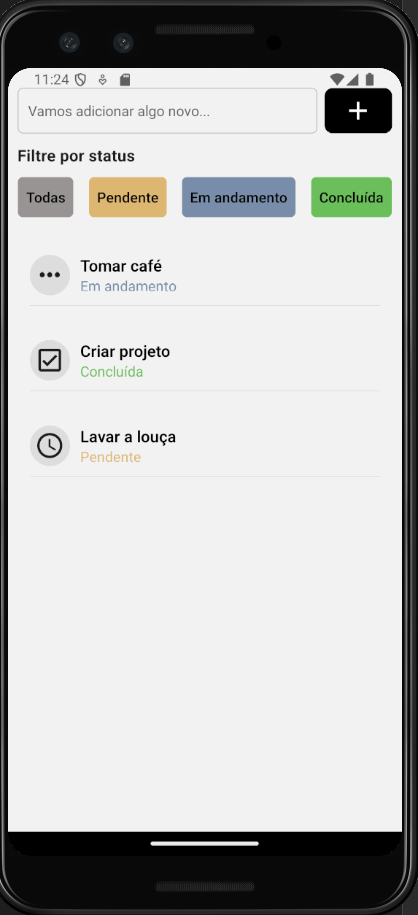 11:24
Vamos adicionar algo novo...
+
Filtre por status
Todas Pendente Em andamento Concluída
Tomar café
Em andamento
Criar projeto
Concluída
Lavar a louça
Pendente